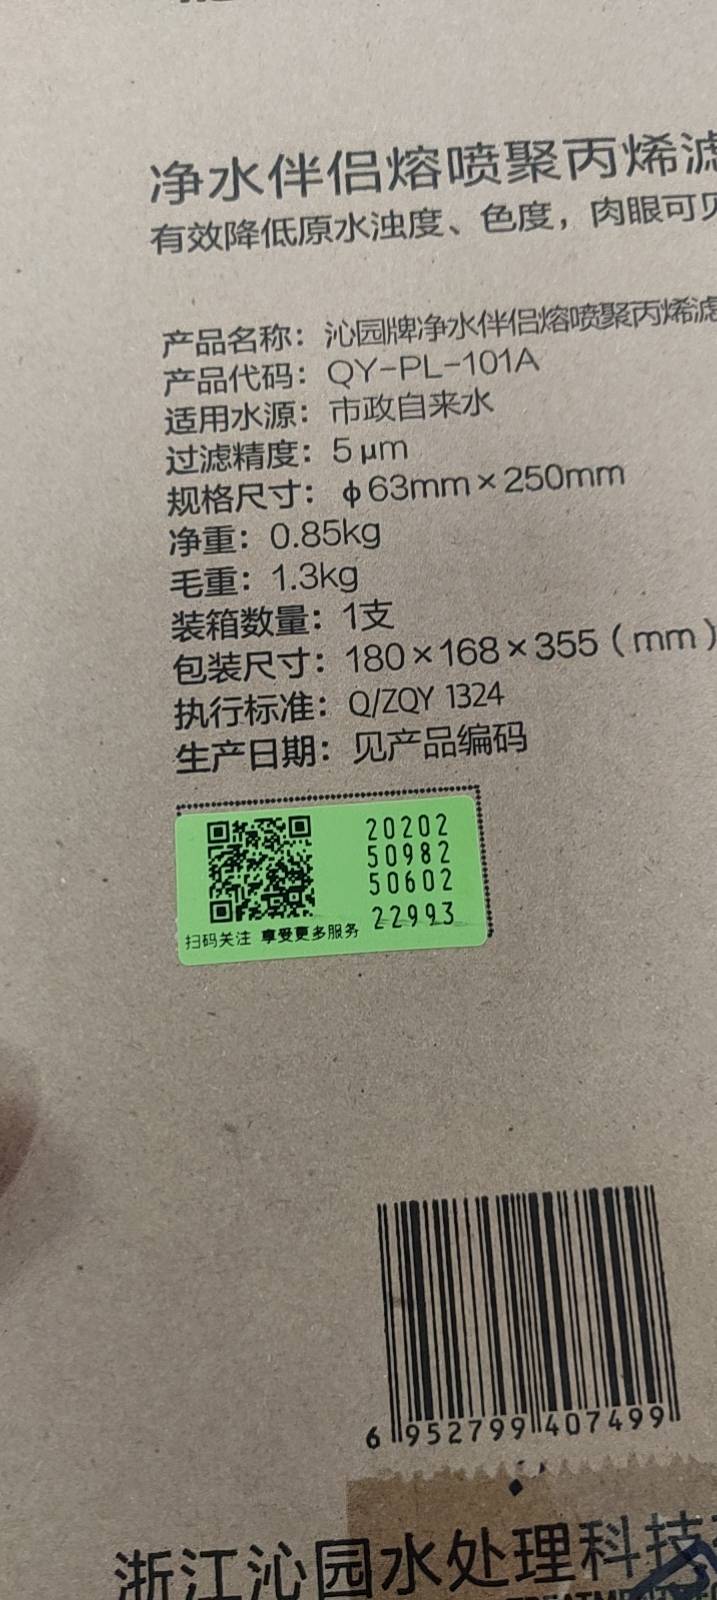 净水伴侣熔喷聚丙烯滤
有效降低原水浊度、色度，肉眼可见
产品名称：沁园牌净水伴侣熔喷聚丙烯滤
产品代码：QY-PL-101A
适用水源：市政自来水
过滤精度：5μm
规格尺寸：φ63mm×250mm
净重：0.85kg
毛重：1.3kg
装箱数量：1支
包装尺寸：180×168×355（mm）
执行标准：Q/ZQY 1324
生产日期：见产品编码
20202
50982
50602
22993
扫码关注 享受更多服务
6 952799 407499
浙江沁园水处理科技